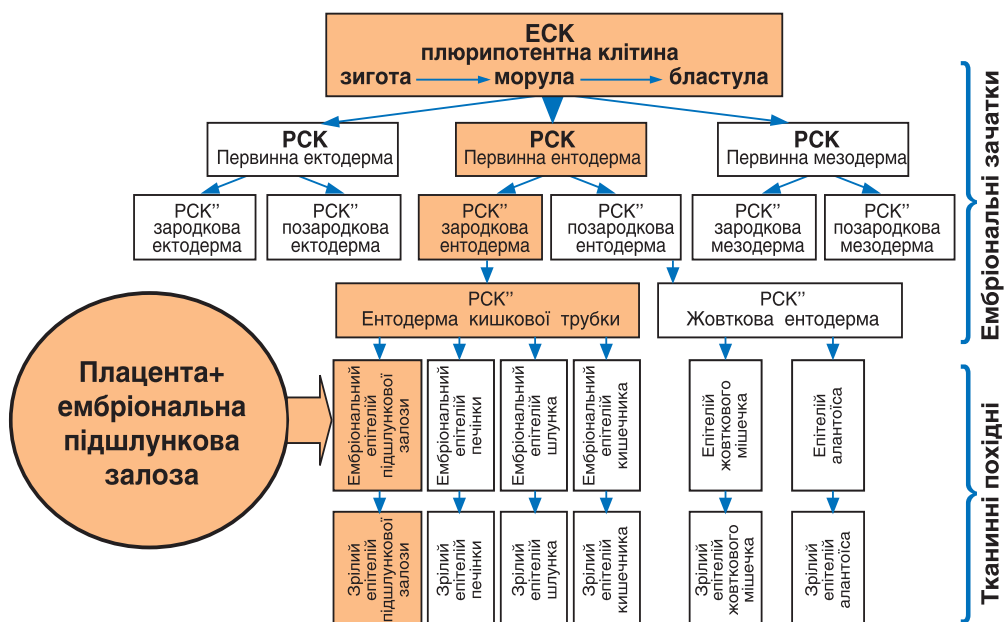 ЕСК
плюрипотентна клітина
зигота морула бластула
РСК
Первинна ектодерма
РСК
Первинна ентодерма
РСК
Первинна мезодерма
РСК’’
зародкова
ектодерма
РСК’’
позародкова
ектодерма
РСК’’
зародкова
ентодерма
РСК’’
позародкова
ентодерма
РСК’’
зародкова
мезодерма
РСК’’
позародкова
мезодерма
РСК’’
Ентодерма кишкової трубки
РСК’’
Жовткова ентодерма
Ембріональні зачатки
Плацента+
ембріональна
підшлункова
залоза
Ембріональний
епітелій
підшлункової
залози
Ембріональний
епітелій
печінки
Ембріональний
епітелій
шлунка
Ембріональний
епітелій
кишечника
Епітелій
жовткового
мішечка
Епітелій
алантоїса
Зрілий
епітелій
підшлункової
залози
Зрілий
епітелій
печінки
Зрілий
епітелій
шлунка
Зрілий
епітелій
кишечника
Зрілий
епітелій
жовткового
мішечка
Зрілий
епітелій
алантоїса
Тканинні похідні